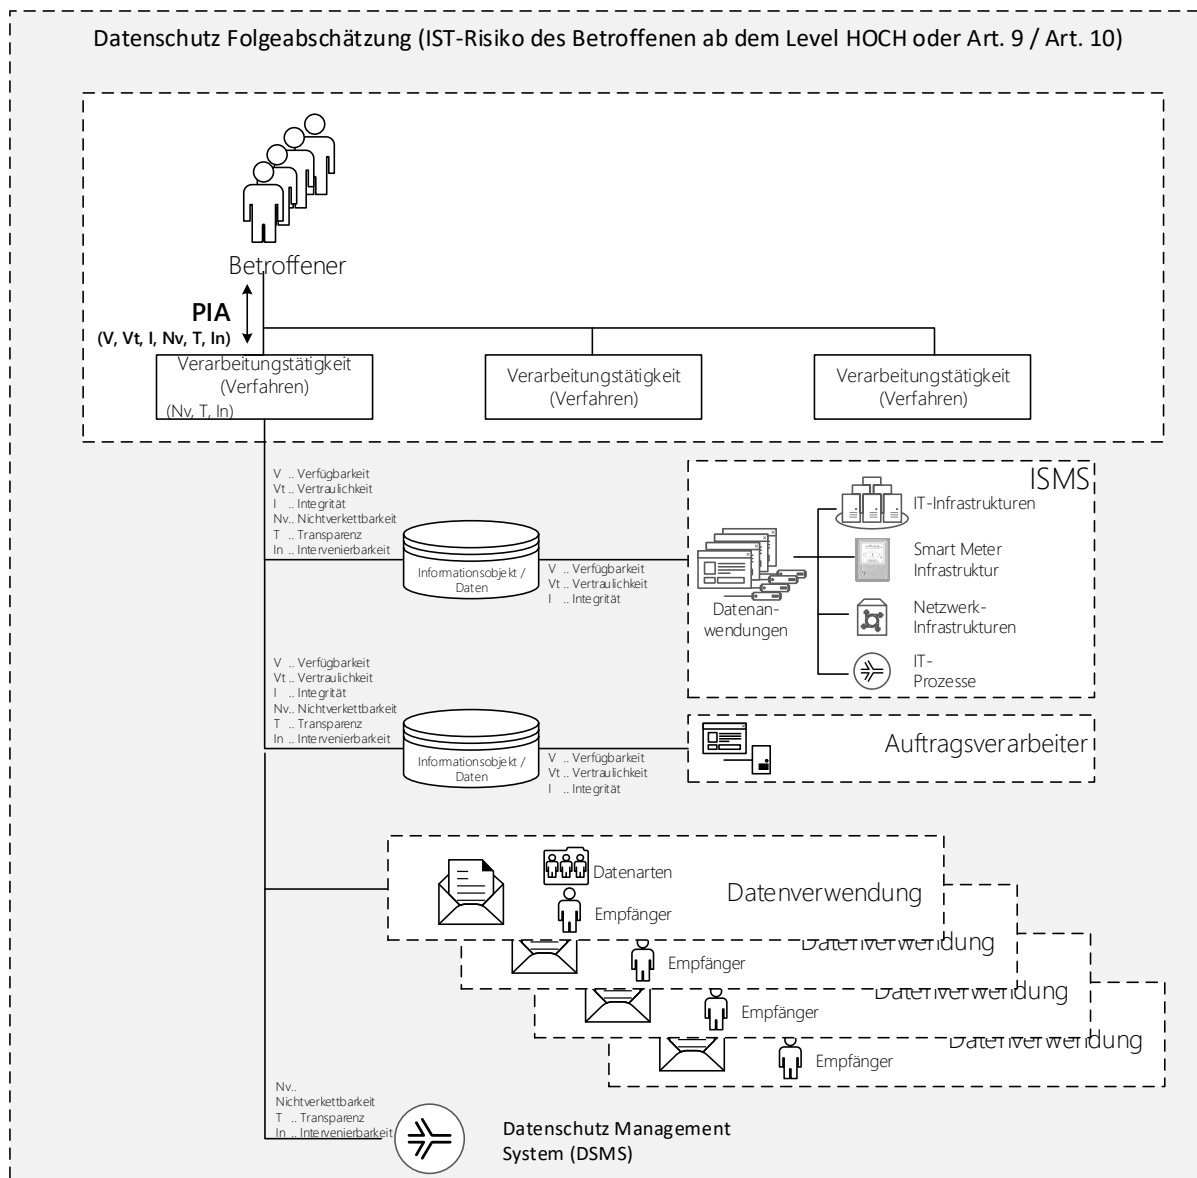 Datenschutz Folgeabschätzung (IST-Risiko des Betroffenen ab dem Level HOCH oder Art. 9 / Art. 10)
Betroffener
PIA
(V, Vt, I, Nv, T, In)
Verarbeitungstätigkeit
(Verfahren)
(Nv, T, In)
Verarbeitungstätigkeit
(Verfahren)
Verarbeitungstätigkeit
(Verfahren)
V .. Verfügbarkeit
Vt .. Vertraulichkeit
I .. Integrität
Nv.. Nichtverkettbarkeit
T .. Transparenz
In .. Intervenierbarkeit
Informationsobjekt /
Daten
V .. Verfügbarkeit
Vt .. Vertraulichkeit
I .. Integrität
ISMS
Datenan-
wendungen
IT-Infrastrukturen
Smart Meter
Infrastruktur
Netzwerk-
Infrastrukturen
IT-
Prozesse
V .. Verfügbarkeit
Vt .. Vertraulichkeit
I .. Integrität
Nv.. Nichtverkettbarkeit
T .. Transparenz
In .. Intervenierbarkeit
Informationsobjekt /
Daten
V .. Verfügbarkeit
Vt .. Vertraulichkeit
I .. Integrität
Auftragsverarbeiter
Datenarten
Empfänger
Datenverwendung
Datenverwendung
Empfänger
Datenverwendung
Empfänger
Datenverwendung
Empfänger
Nv..
Nichtverkettbarkeit
T .. Transparenz
In .. Intervenierbarkeit
Datenschutz Management
System (DSMS)